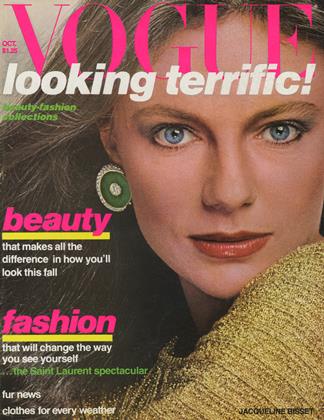 VOGUE
OCT.
$1.25
looking terrific!
beauty-fashion
collections
beauty
that makes all the
difference in how you'll
look this fall
fashion
that will change the way
you see yourself
...the Saint Laurent spectacular
fur news
clothes for every weather
JACQUELINE BISSET